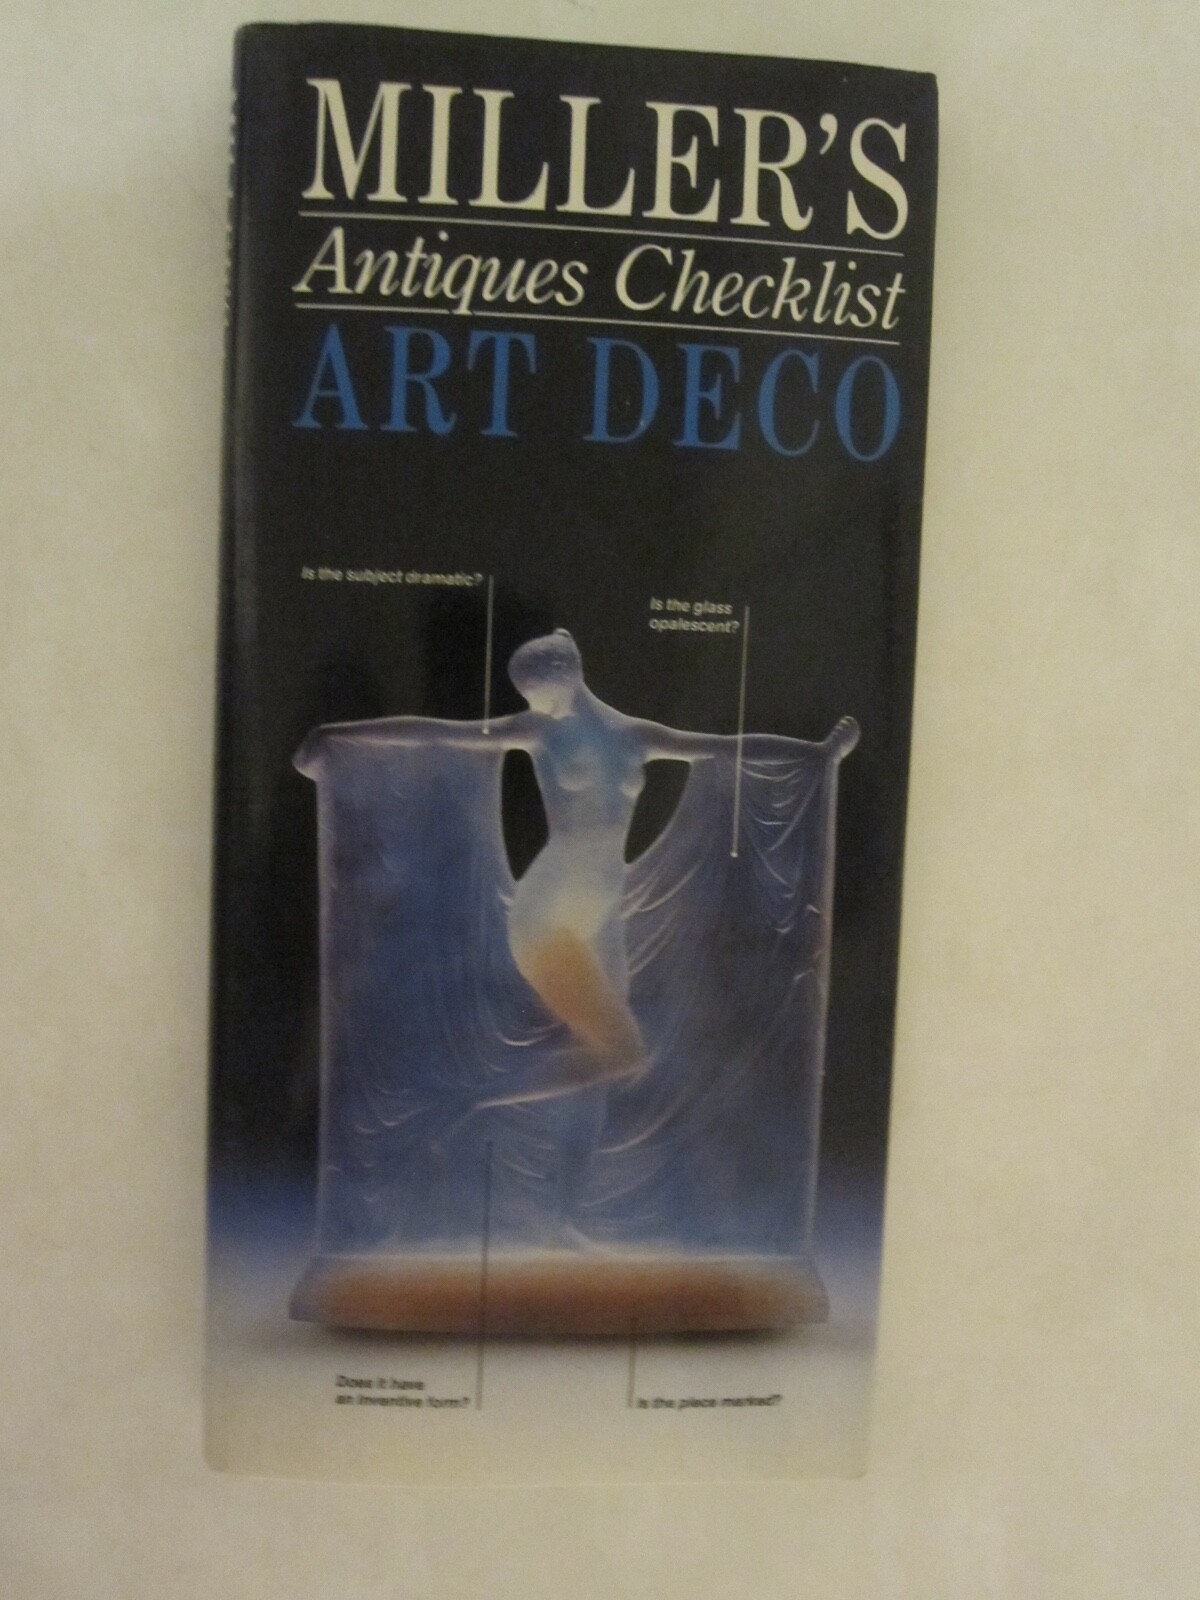 MILLER'S
Antiques Checklist
ART DECO
Is the subject dramatic?
Is the glass
opalescent?
Does it have
an inventive form?
Is the piece marked?